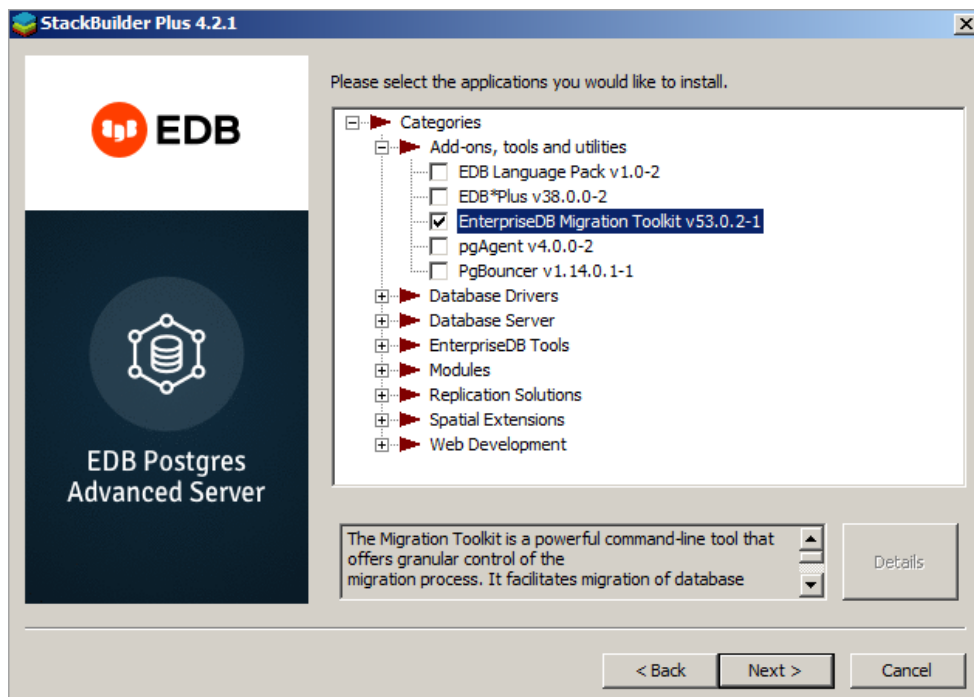 StackBuilder Plus 4.2.1
EDB
EDB Postgres
Advanced Server
Please select the applications you would like to install.
Categories
Add-ons, tools and utilities
EDB Language Pack v1.0-2
EDB*Plus v38.0.0-2
EnterpriseDB Migration Toolkit v53.0.2-1
pgAgent v4.0.0-2
PgBouncer v1.14.0.1-1
Database Drivers
Database Server
EnterpriseDB Tools
Modules
Replication Solutions
Spatial Extensions
Web Development
The Migration Toolkit is a powerful command-line tool that
offers granular control of the
migration process. It facilitates migration of database
Details
< Back
Next >
Cancel